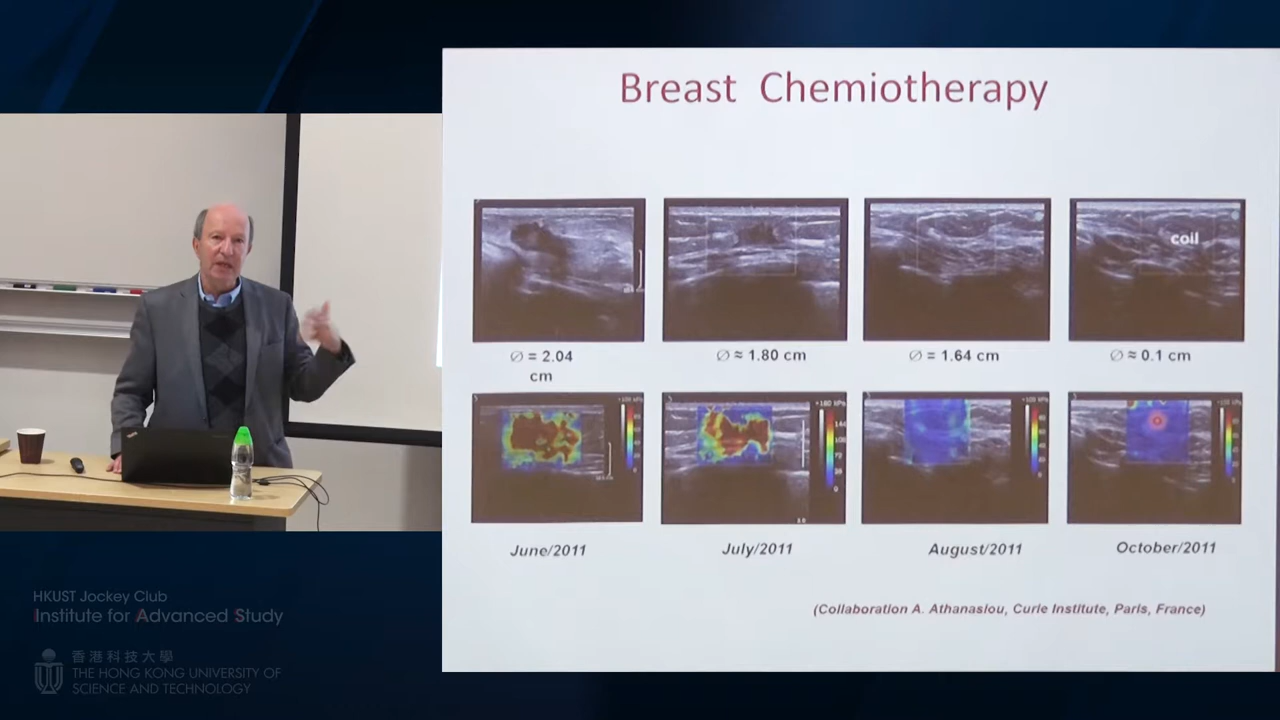 Breast Chemiotherapy
coil
∅ = 2.04
cm
∅ ≈ 1.80 cm
∅ = 1.64 cm
∅ ≈ 0.1 cm
June/2011
July/2011
August/2011
October/2011
(Collaboration A. Athanasiou, Curie Institute, Paris, France)
HKUST Jockey Club
Institute for Advanced Study
香港科技大學
THE HONG KONG UNIVERSITY OF
SCIENCE AND TECHNOLOGY